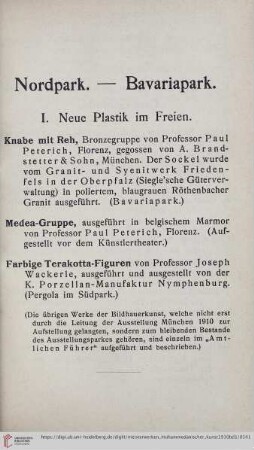 Nordpark. — Bavariapark.
I. Neue Plastik im Freien.
Knabe mit Reh, Bronzegruppe von Professor Paul
Peterich, Florenz, gegossen von A. Brand-
stetter & Sohn, München. Der Sockel wurde
vom Granit- und Syenitwerk Frieden-
fels in der Oberpfalz (Siegle'sche Güterver-
waltung) in poliertem, blaugrauen Röthenbacher
Granit ausgeführt. (Bavariapark.)
Medea-Gruppe, ausgeführt in belgischem Marmor
von Professor Paul Peterich, Florenz. (Auf-
gestellt vor dem Künstlertheater.)
Farbige Terakotta-Figuren von Professor Joseph
Wackerle, ausgeführt und ausgestellt von der
K. Porzellan-Manufaktur Nymphenburg.
(Pergola im Südpark.)
(Die übrigen Werke der Bildhauerkunst, welche nicht erst
durch die Leitung der Ausstellung München 1910 zur
Aufstellung gelangten, sondern zum bleibenden Bestande
des Ausstellungsparkes gehören, sind einzeln im „Amt-
lichen Führer“ aufgeführt und beschrieben.)